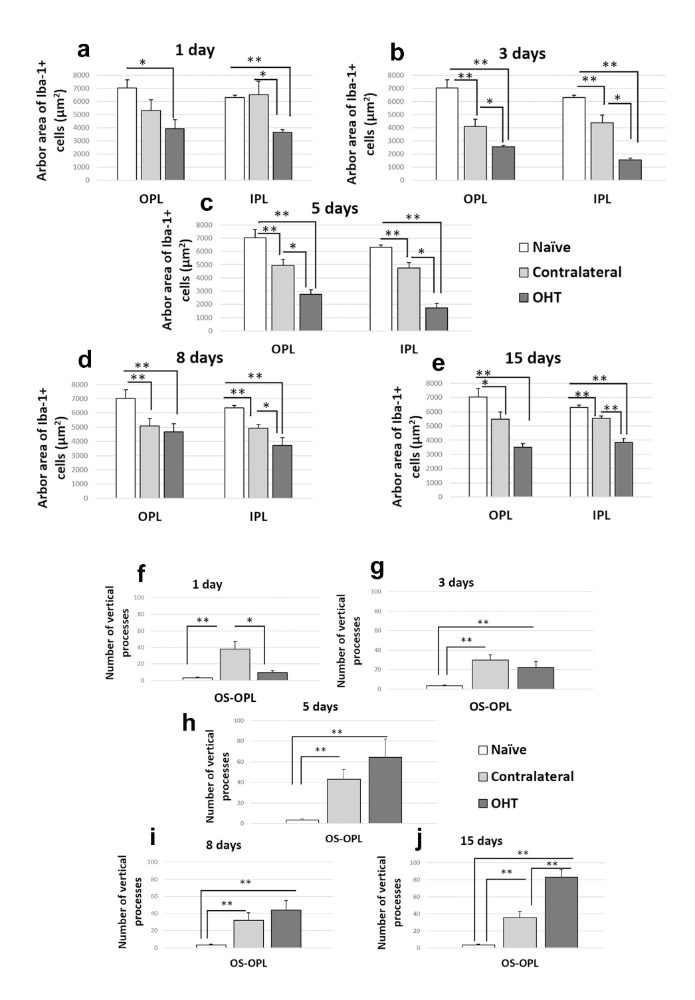 a
1 day
Arbor area of Iba-1+
cells (µm²)
8000
7000
6000
5000
4000
3000
2000
1000
0
*
**
*
OPL
IPL
b
3 days
Arbor area of Iba-1+
cells (µm²)
8000
7000
6000
5000
4000
3000
2000
1000
0
**
**
*
**
**
*
OPL
IPL
c
5 days
Arbor area of Iba-1+
cells (µm²)
8000
7000
6000
5000
4000
3000
2000
1000
0
**
**
*
**
**
*
OPL
IPL
Naïve
Contralateral
OHT
d
8 days
Arbor area of Iba-1+
cells (µm²)
8000
7000
6000
5000
4000
3000
2000
1000
0
**
**
**
**
*
OPL
IPL
e
15 days
Arbor area of Iba-1+
cells (µm²)
8000
7000
6000
5000
4000
3000
2000
1000
0
**
*
**
**
**
OPL
IPL
f
1 day
Number of vertical
processes
100
80
60
40
20
0
**
*
OS-OPL
g
3 days
Number of vertical
processes
100
80
60
40
20
0
**
**
OS-OPL
h
5 days
Number of vertical
processes
100
80
60
40
20
0
**
**
OS-OPL
Naïve
Contralateral
OHT
i
8 days
Number of vertical
processes
100
80
60
40
20
0
**
**
OS-OPL
j
15 days
Number of vertical
processes
100
80
60
40
20
0
**
**
**
OS-OPL